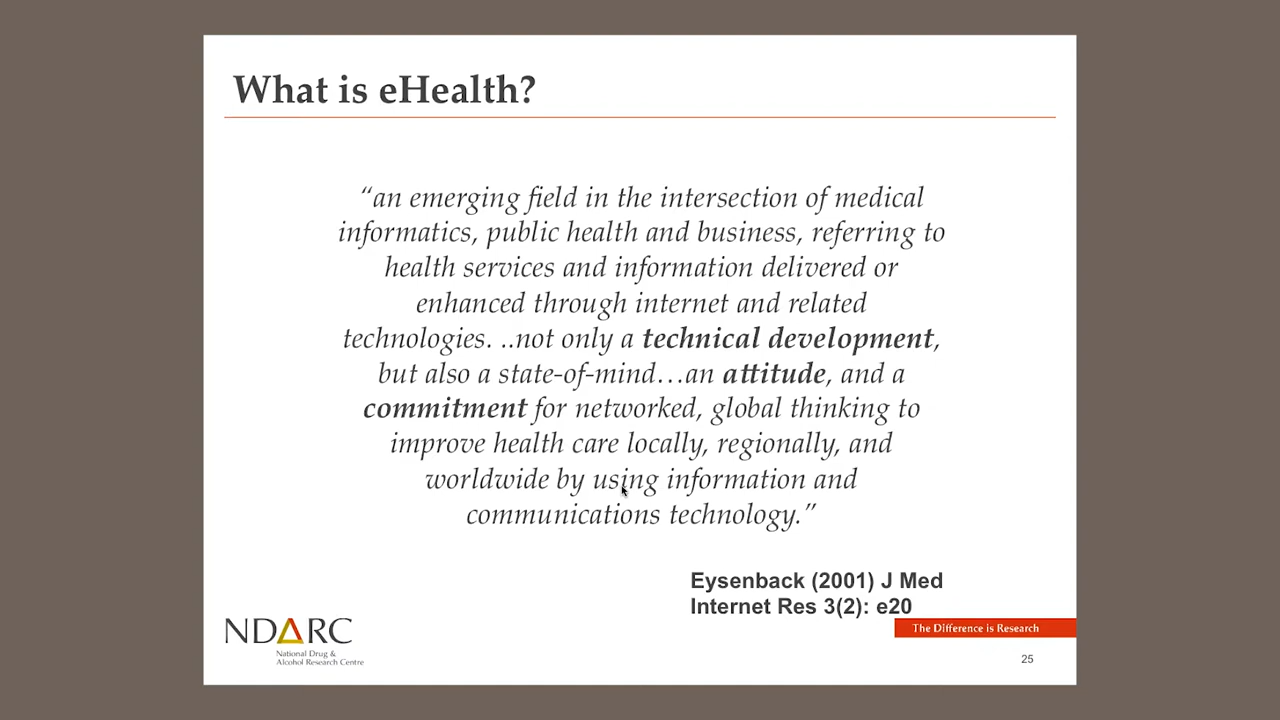 What is eHealth?
“an emerging field in the intersection of medical
informatics, public health and business, referring to
health services and information delivered or
enhanced through internet and related
technologies. ..not only a technical development,
but also a state-of-mind…an attitude, and a
commitment for networked, global thinking to
improve health care locally, regionally, and
worldwide by using information and
communications technology.”
Eysenback (2001) J Med
Internet Res 3(2): e20
NDARC
National Drug &
Alcohol Research Centre
The Difference is Research
25